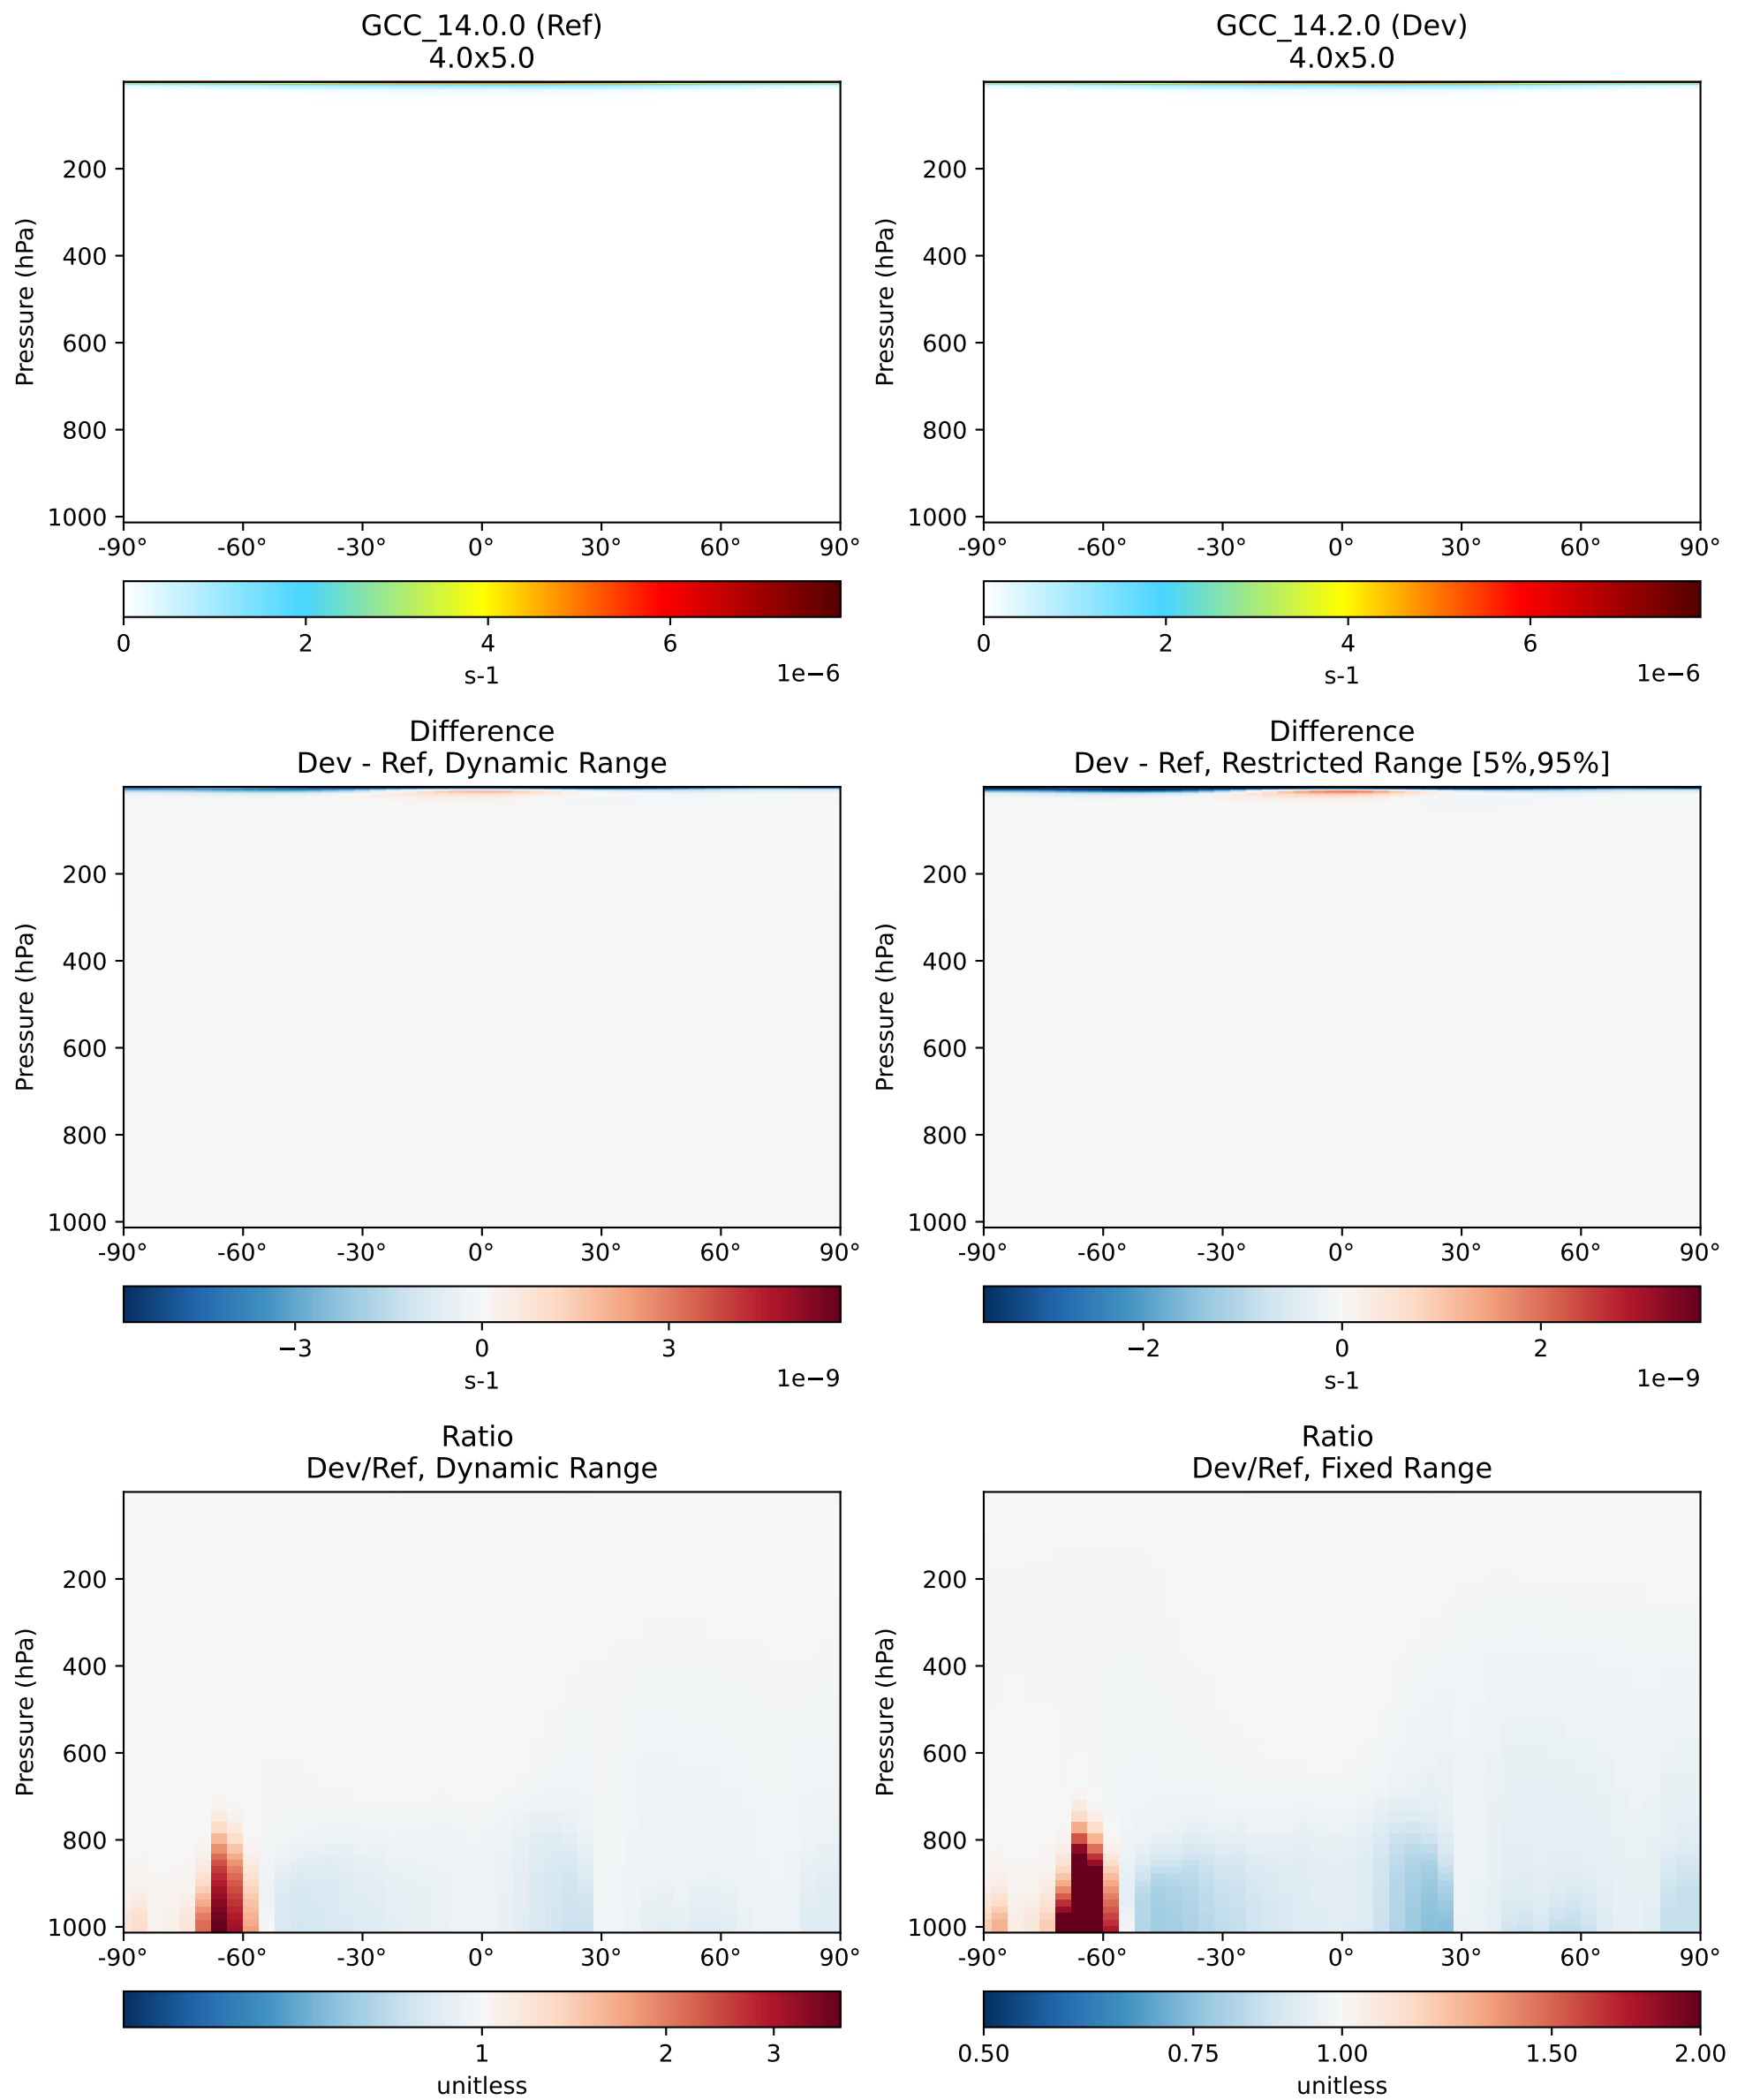 GCC_14.0.0 (Ref)
4.0x5.0
Pressure (hPa)
200
400
600
800
1000
-90° -60° -30° 0° 30° 60° 90°
0 2 4 6
s-1
1e−6
GCC_14.2.0 (Dev)
4.0x5.0
Pressure (hPa)
200
400
600
800
1000
-90° -60° -30° 0° 30° 60° 90°
0 2 4 6
s-1
1e−6
Difference
Dev - Ref, Dynamic Range
Pressure (hPa)
200
400
600
800
1000
-90° -60° -30° 0° 30° 60° 90°
−3 0 3
s-1
1e−9
Difference
Dev - Ref, Restricted Range [5%,95%]
Pressure (hPa)
200
400
600
800
1000
-90° -60° -30° 0° 30° 60° 90°
−2 0 2
s-1
1e−9
Ratio
Dev/Ref, Dynamic Range
Pressure (hPa)
200
400
600
800
1000
-90° -60° -30° 0° 30° 60° 90°
1 2 3
unitless
Ratio
Dev/Ref, Fixed Range
Pressure (hPa)
200
400
600
800
1000
-90° -60° -30° 0° 30° 60° 90°
0.50 0.75 1.00 1.50 2.00
unitless